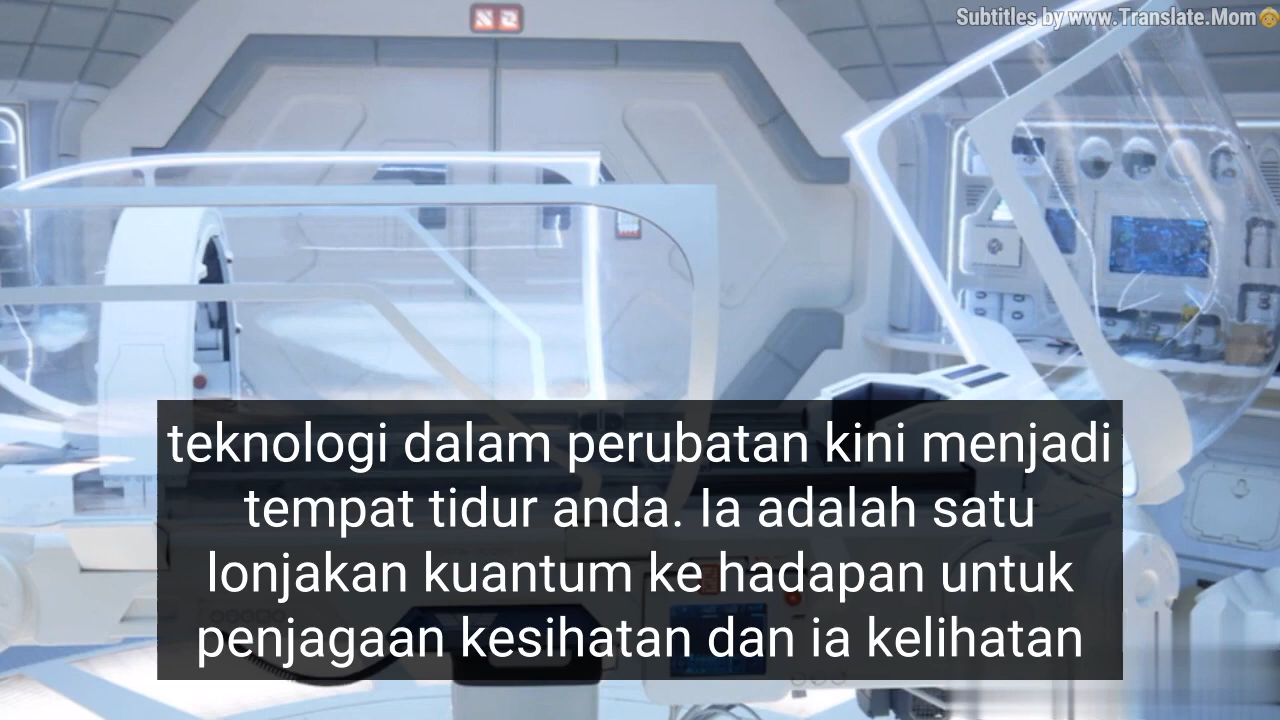 Subtitles by www.Translate.Mom
teknologi dalam perubatan kini menjadi
tempat tidur anda. Ia adalah satu
lonjakan kuantum ke hadapan untuk
penjagaan kesihatan dan ia kelihatan